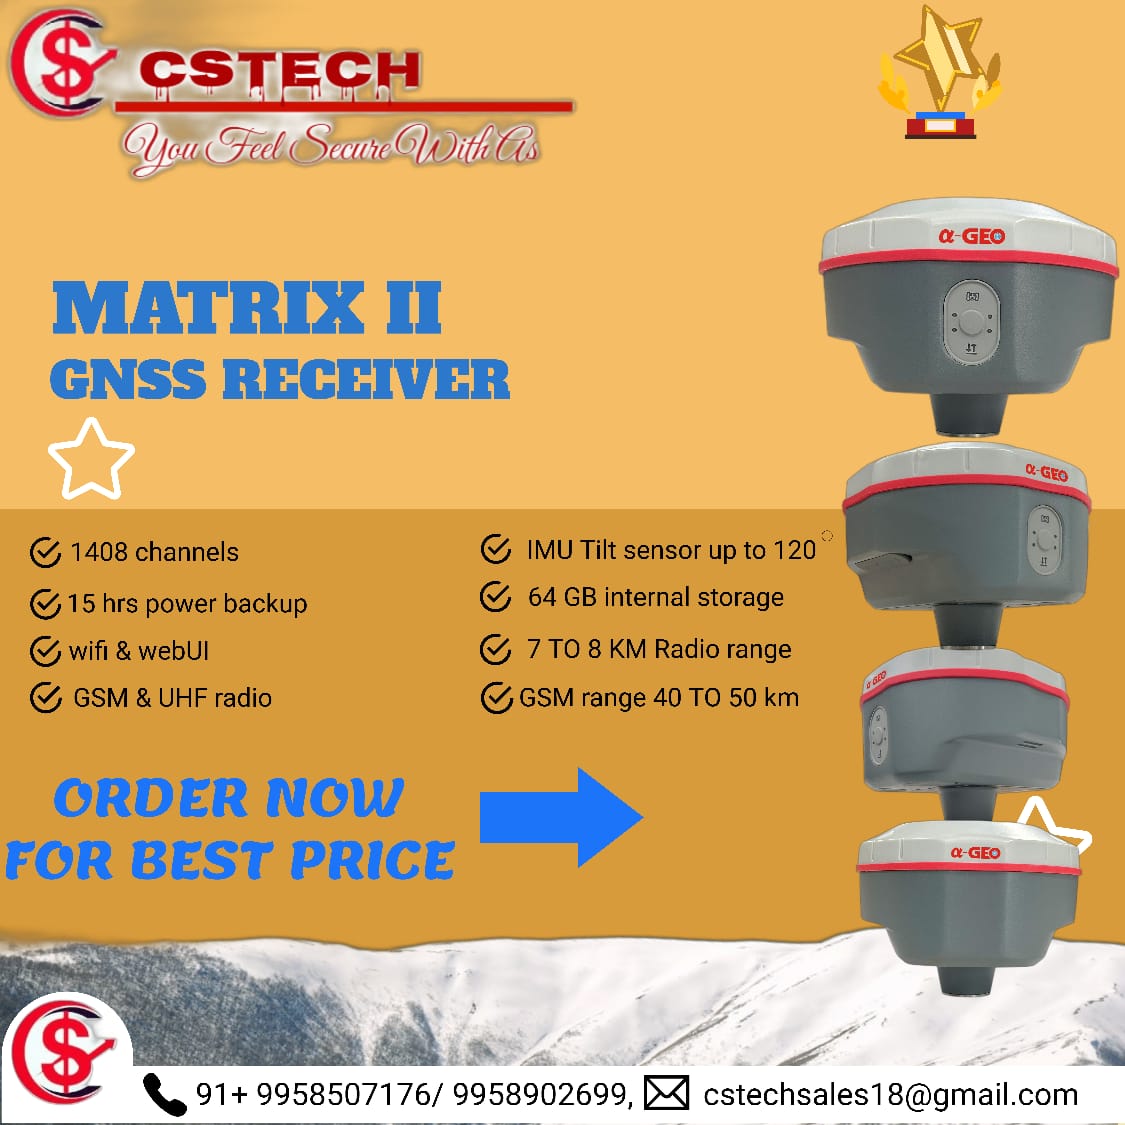 CSTECH
You Feel Secure With As
α-GEO
MATRIX II
GNSS RECEIVER
α-GEO
1408 channels
15 hrs power backup
wifi & webUI
GSM & UHF radio
IMU Tilt sensor up to 120°
64 GB internal storage
7 TO 8 KM Radio range
GSM range 40 TO 50 km
α-GEO
ORDER NOW
FOR BEST PRICE
α-GEO
91+ 9958507176/ 9958902699, cstechsales18@gmail.com